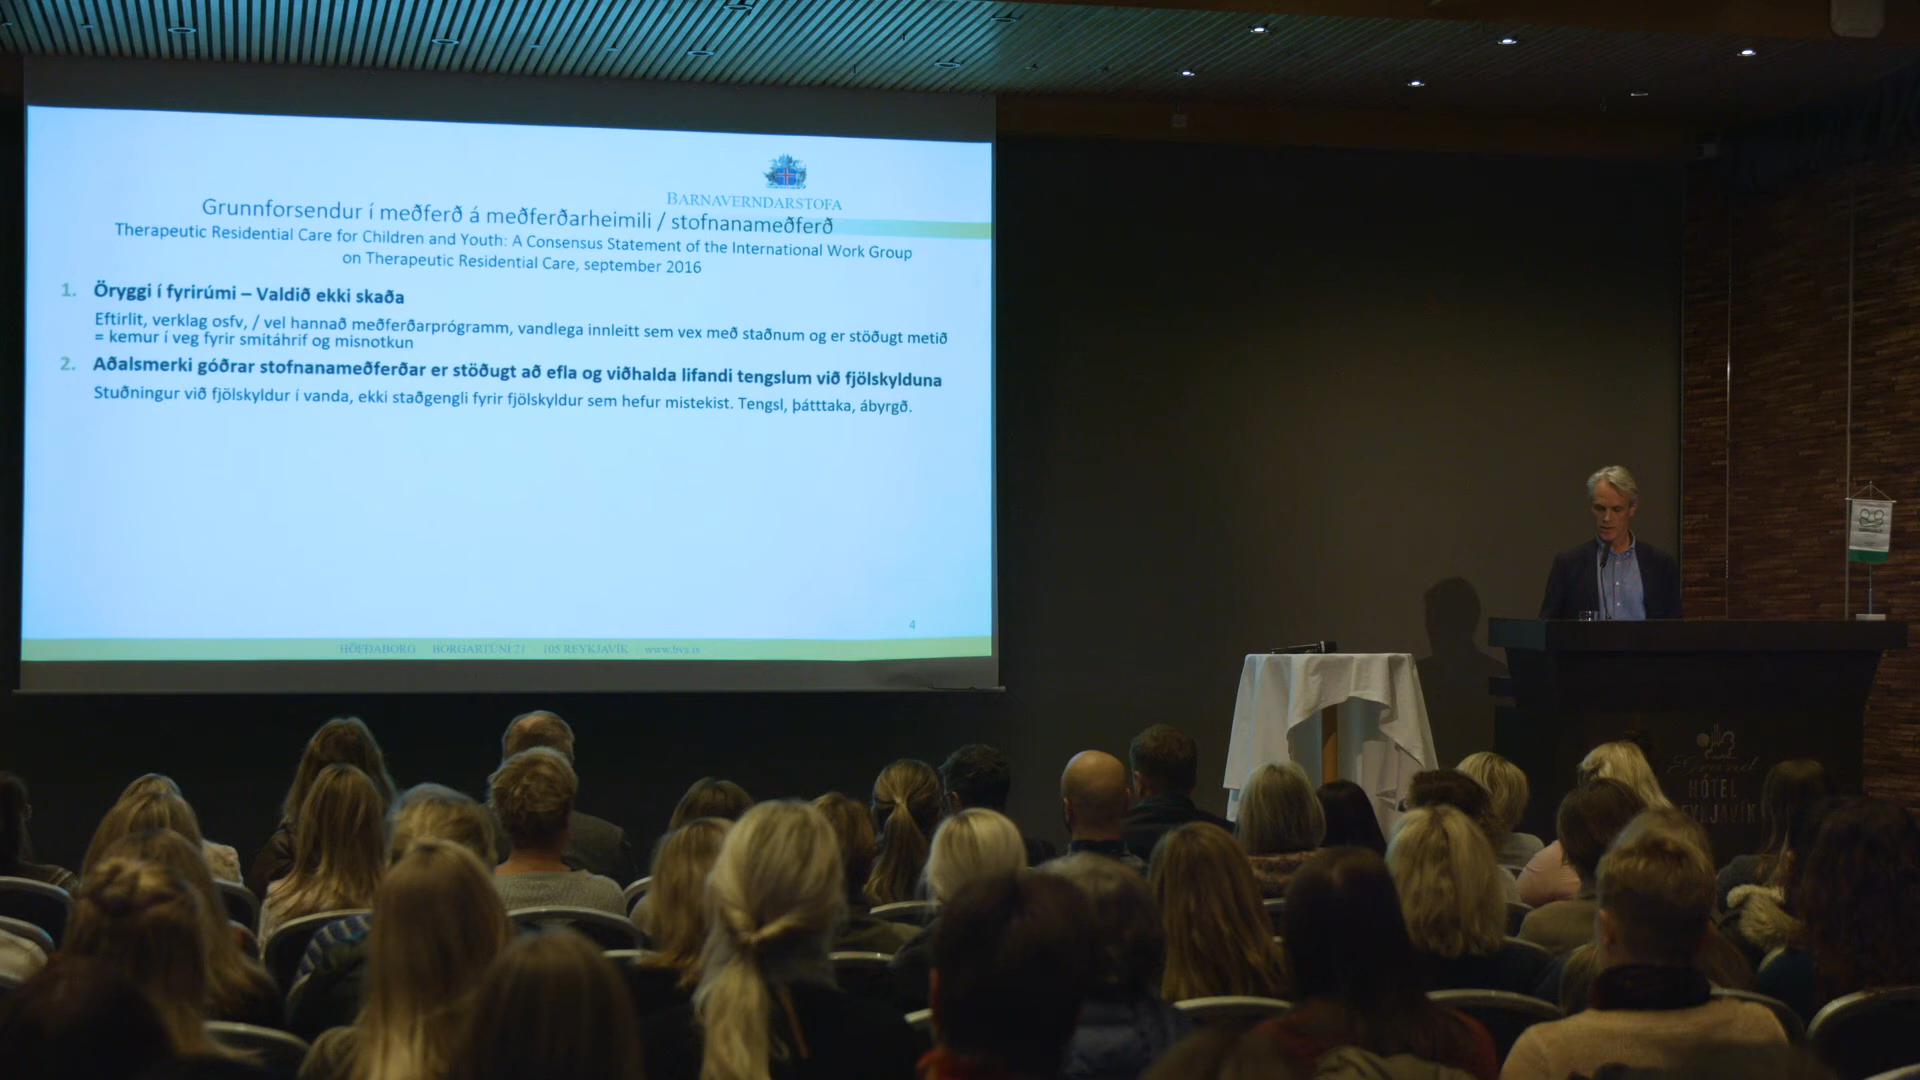 BARNAVERNDARSTOFA
Grunnforsendur í meðferð á meðferðarheimili / stofnanameðferð
Therapeutic Residential Care for Children and Youth: A Consensus Statement of the International Work Group
on Therapeutic Residential Care, september 2016
1. Öryggi í fyrirúmi – Valdið ekki skaða
Eftirlit, verklag osfv, / vel hannað meðferðarprógramm, vandlega innleitt sem vex með staðnum og er stöðugt metið
= kemur í veg fyrir smitáhrif og misnotkun
2. Aðalsmerki góðrar stofnanameðferðar er stöðugt að efla og viðhalda lifandi tengslum við fjölskylduna
Stuðningur við fjölskyldur í vanda, ekki staðgengli fyrir fjölskyldur sem hefur mistekist. Tengsl, þátttaka, ábyrgð.
4
HÖFÐABORG BORGARTÚNI 21 105 REYKJAVÍK www.bvs.is
Grand
HÓTEL
REYKJAVÍK